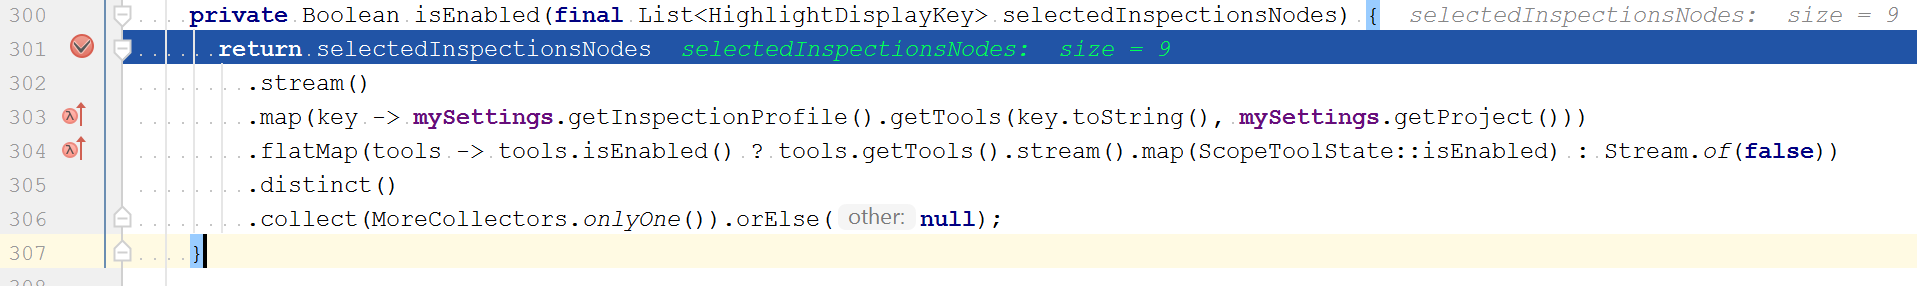 300 private Boolean isEnabled(final List<HighlightDisplayKey> selectedInspectionsNodes) { selectedInspectionsNodes: size = 9
301 return selectedInspectionsNodes selectedInspectionsNodes: size = 9
302 .stream()
303 .map(key -> mySettings.getInspectionProfile().getTools(key.toString(), mySettings.getProject()))
304 .flatMap(tools -> tools.isEnabled() ? tools.getTools().stream().map(ScopeToolState::isEnabled) : Stream.of(false))
305 .distinct()
306 .collect(MoreCollectors.onlyOne()).orElse( other: null);
307 }
308